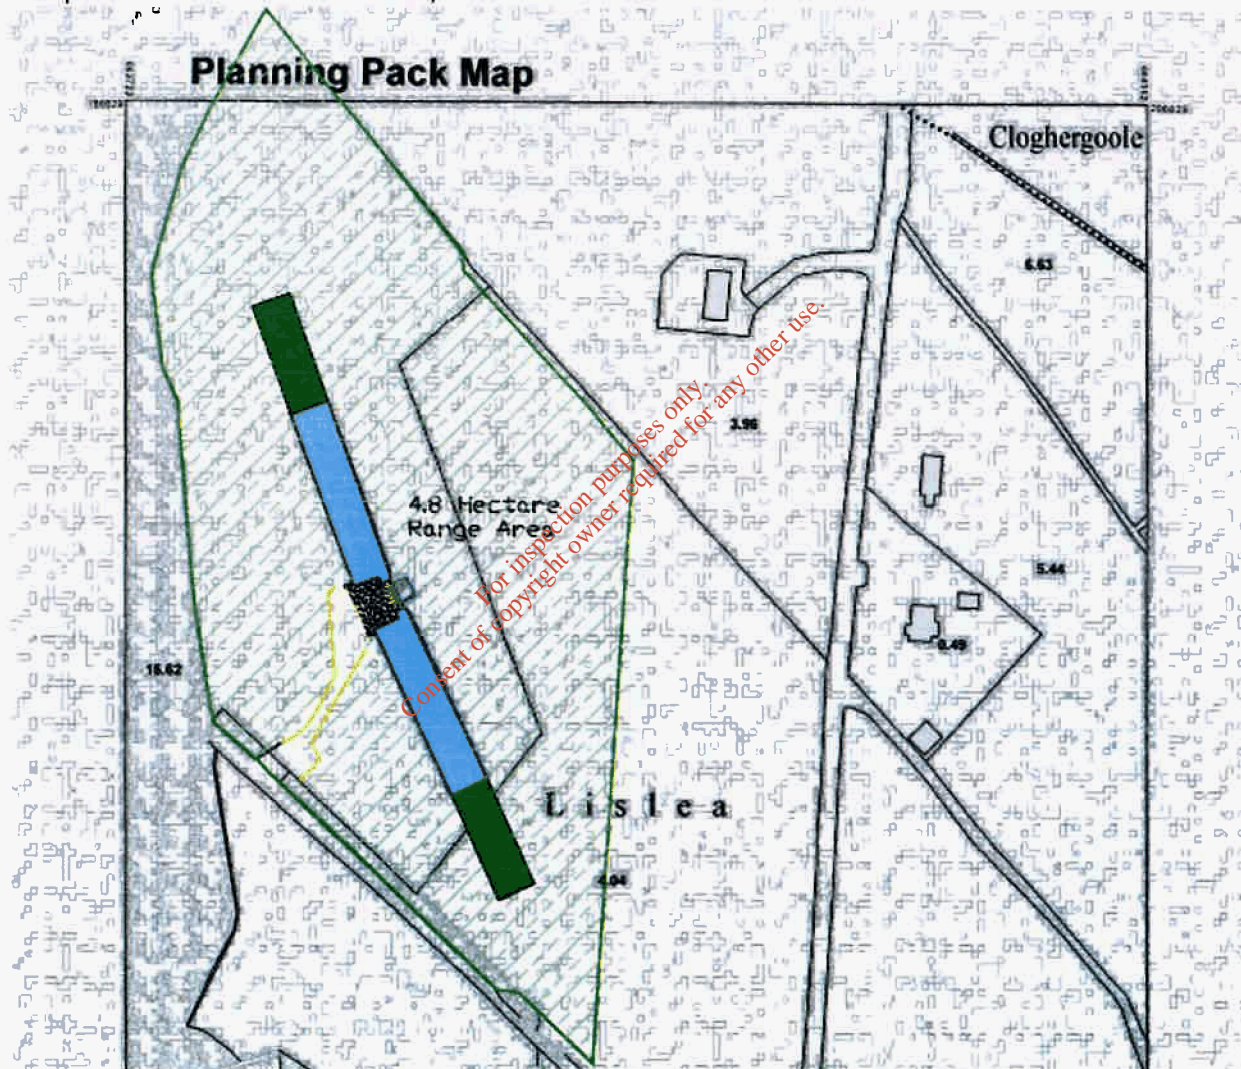 Planning Pack Map
Cloghergoole
6.63
3.96
4.8 Hectare
Range Area
5.44
0.49
15.62
Lislea
4.04
For inspection purposes only.
Consent of copyright owner required for any other use.